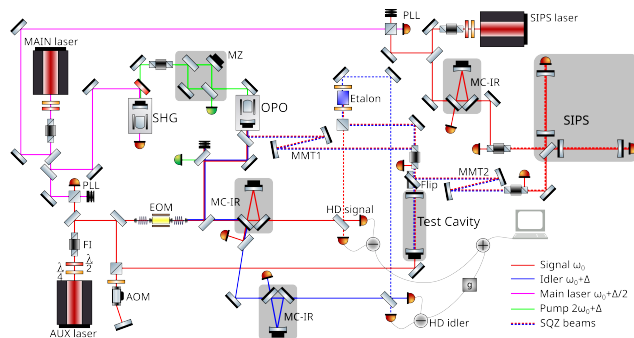 PLL
SIPS laser
MAIN laser
MZ
MC-IR
Etalon
SHG
OPO
SIPS
MMT1
MMT2
PLL
Flip
EOM
MC-IR
HD signal
Test Cavity
FI
λ
2
λ
4
AOM
g
Signal ω₀
Idler ω₀+Δ
Main laser ω₀+Δ/2
Pump 2ω₀+Δ
SQZ beams
MC-IR
HD idler
AUX laser